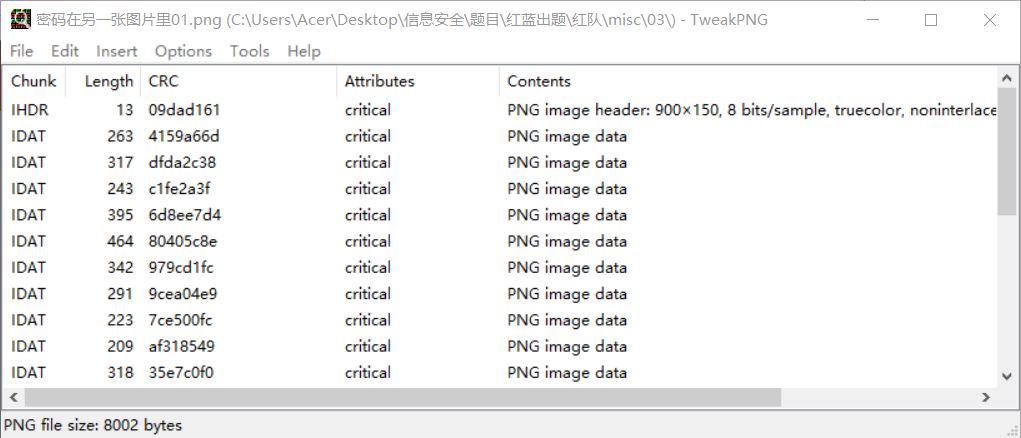 密码在另一张图片里01.png (C:\Users\Acer\Desktop\信息安全\题目\红蓝出题\红队\misc\03\) - TweakPNG
File Edit Insert Options Tools Help
Chunk Length CRC Attributes Contents
IHDR 13 09dad161 critical PNG image header: 900×150, 8 bits/sample, truecolor, noninterlace
IDAT 263 4159a66d critical PNG image data
IDAT 317 dfda2c38 critical PNG image data
IDAT 243 c1fe2a3f critical PNG image data
IDAT 395 6d8ee7d4 critical PNG image data
IDAT 464 80405c8e critical PNG image data
IDAT 342 979cd1fc critical PNG image data
IDAT 291 9cea04e9 critical PNG image data
IDAT 223 7ce500fc critical PNG image data
IDAT 209 af318549 critical PNG image data
IDAT 318 35e7c0f0 critical PNG image data
PNG file size: 8002 bytes